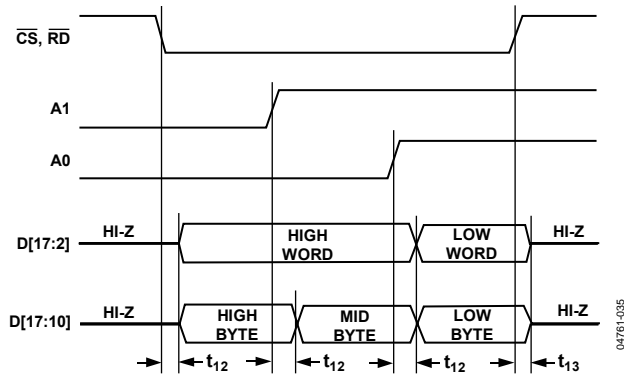 CS, RD
A1
A0
D[17:2] HI-Z HIGH WORD LOW WORD HI-Z
D[17:10] HI-Z HIGH BYTE MID BYTE LOW BYTE HI-Z
t12 t12 t12 t13
04761-035